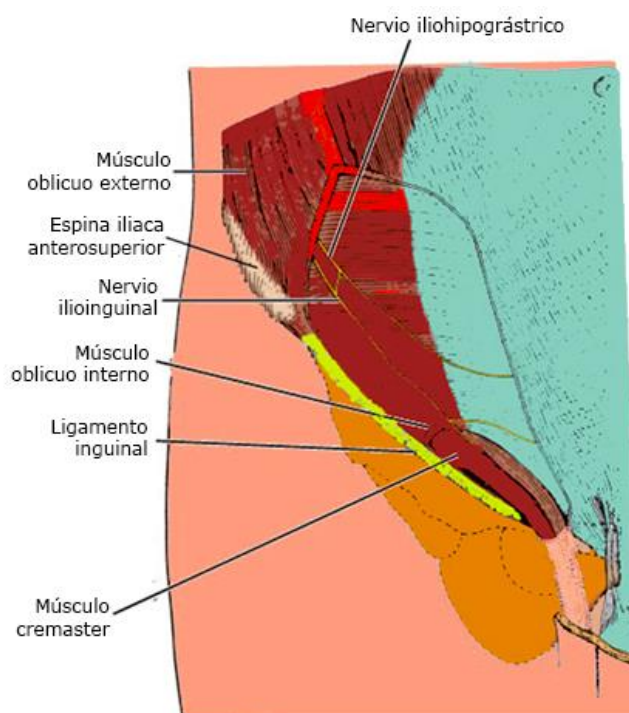 Nervio iliohipográstrico
Músculo
oblicuo externo
Espina iliaca
anterosuperior
Nervio
ilioinguinal
Músculo
oblicuo interno
Ligamento
inguinal
Músculo
cremaster